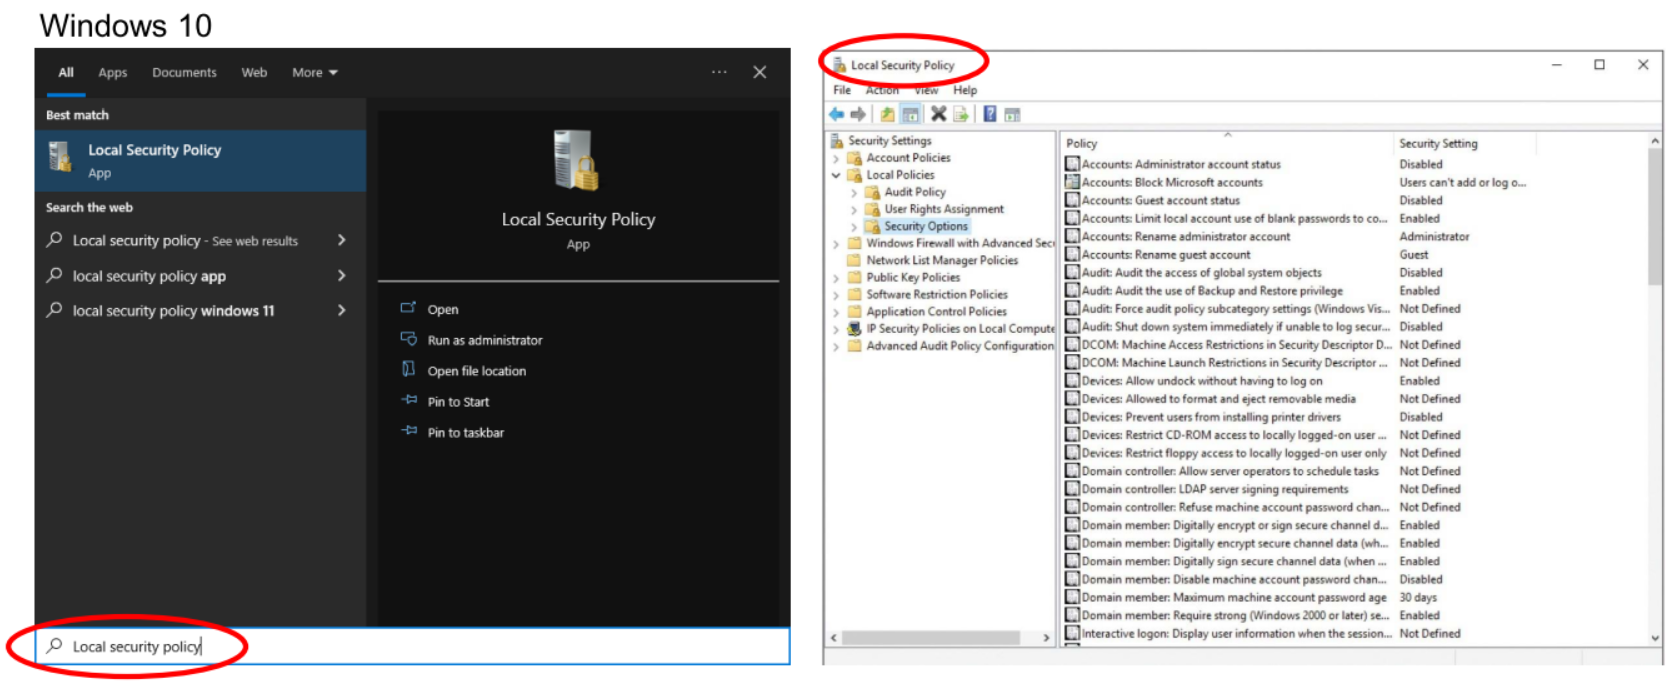 Windows 10
All Apps Documents Web More
Best match
Local Security Policy
App
Search the web
Local security policy - See web results
local security policy app
local security policy windows 11
Local Security Policy
App
Open
Run as administrator
Open file location
Pin to Start
Pin to taskbar
Local security policy
Local Security Policy
File Action View Help
Security Settings
Account Policies
Local Policies
Audit Policy
User Rights Assignment
Security Options
Windows Firewall with Advanced Secu
Network List Manager Policies
Public Key Policies
Software Restriction Policies
Application Control Policies
IP Security Policies on Local Compute
Advanced Audit Policy Configuration
Policy Security Setting
Accounts: Administrator account status Disabled
Accounts: Block Microsoft accounts Users can't add or log o...
Accounts: Guest account status Disabled
Accounts: Limit local account use of blank passwords to co... Enabled
Accounts: Rename administrator account Administrator
Accounts: Rename guest account Guest
Audit: Audit the access of global system objects Disabled
Audit: Audit the use of Backup and Restore privilege Enabled
Audit: Force audit policy subcategory settings (Windows Vis... Not Defined
Audit: Shut down system immediately if unable to log secur... Disabled
DCOM: Machine Access Restrictions in Security Descriptor D... Not Defined
DCOM: Machine Launch Restrictions in Security Descriptor ... Not Defined
Devices: Allow undock without having to log on Enabled
Devices: Allowed to format and eject removable media Not Defined
Devices: Prevent users from installing printer drivers Disabled
Devices: Restrict CD-ROM access to locally logged-on user ... Not Defined
Devices: Restrict floppy access to locally logged-on user only Not Defined
Domain controller: Allow server operators to schedule tasks Not Defined
Domain controller: LDAP server signing requirements Not Defined
Domain controller: Refuse machine account password chan... Not Defined
Domain member: Digitally encrypt or sign secure channel d... Enabled
Domain member: Digitally encrypt secure channel data (wh... Enabled
Domain member: Digitally sign secure channel data (when ... Enabled
Domain member: Disable machine account password chan... Disabled
Domain member: Maximum machine account password age 30 days
Domain member: Require strong (Windows 2000 or later) se... Enabled
Interactive logon: Display user information when the session... Not Defined